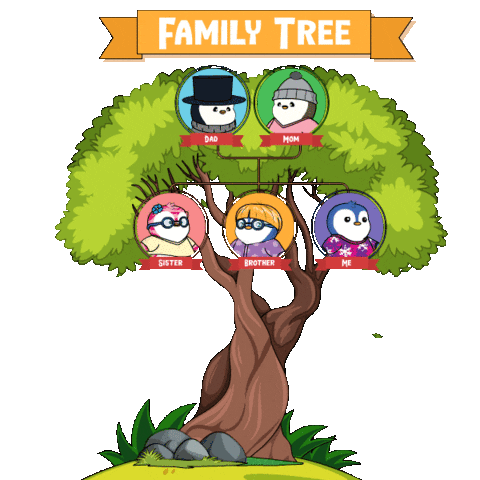 FAMILY TREE
DAD
MOM
SISTER
BROTHER
ME